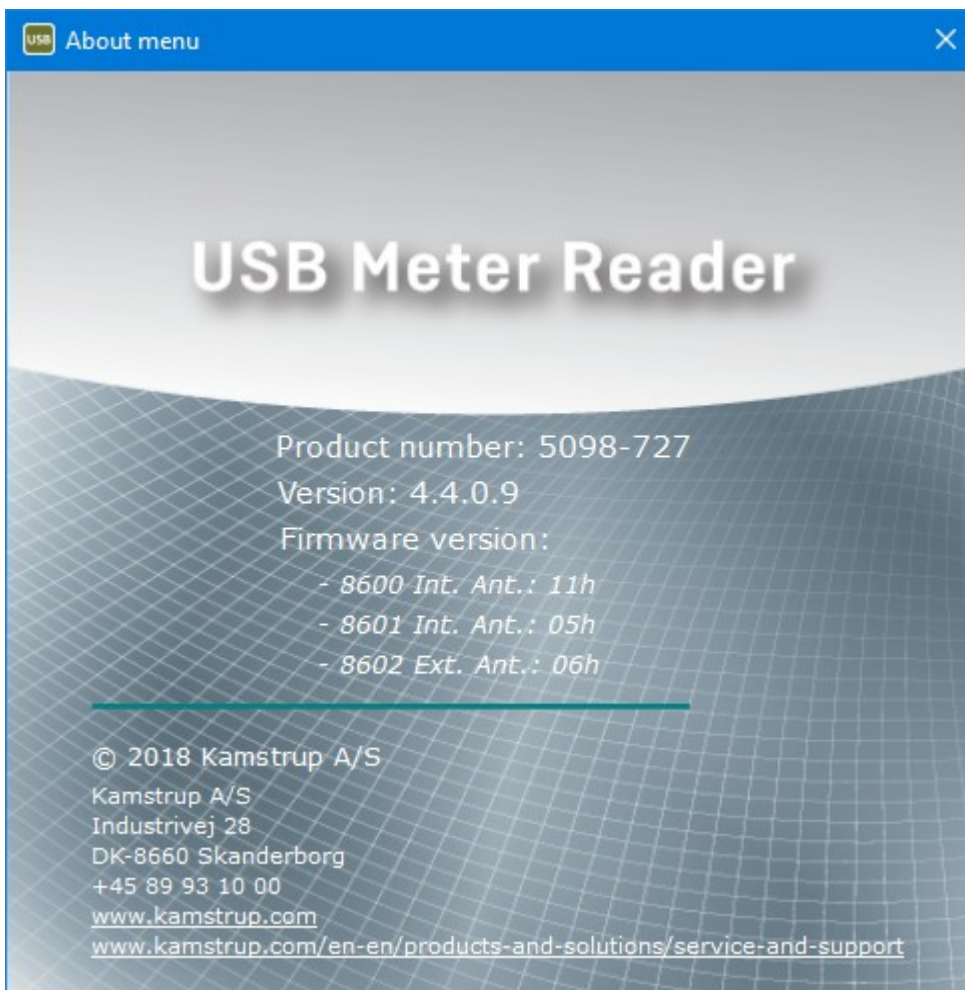 USB About menu
USB Meter Reader
Product number: 5098-727
Version: 4.4.0.9
Firmware version:
- 8600 Int. Ant.: 11h
- 8601 Int. Ant.: 05h
- 8602 Ext. Ant.: 06h
© 2018 Kamstrup A/S
Kamstrup A/S
Industrivej 28
DK-8660 Skanderborg
+45 89 93 10 00
www.kamstrup.com
www.kamstrup.com/en-en/products-and-solutions/service-and-support